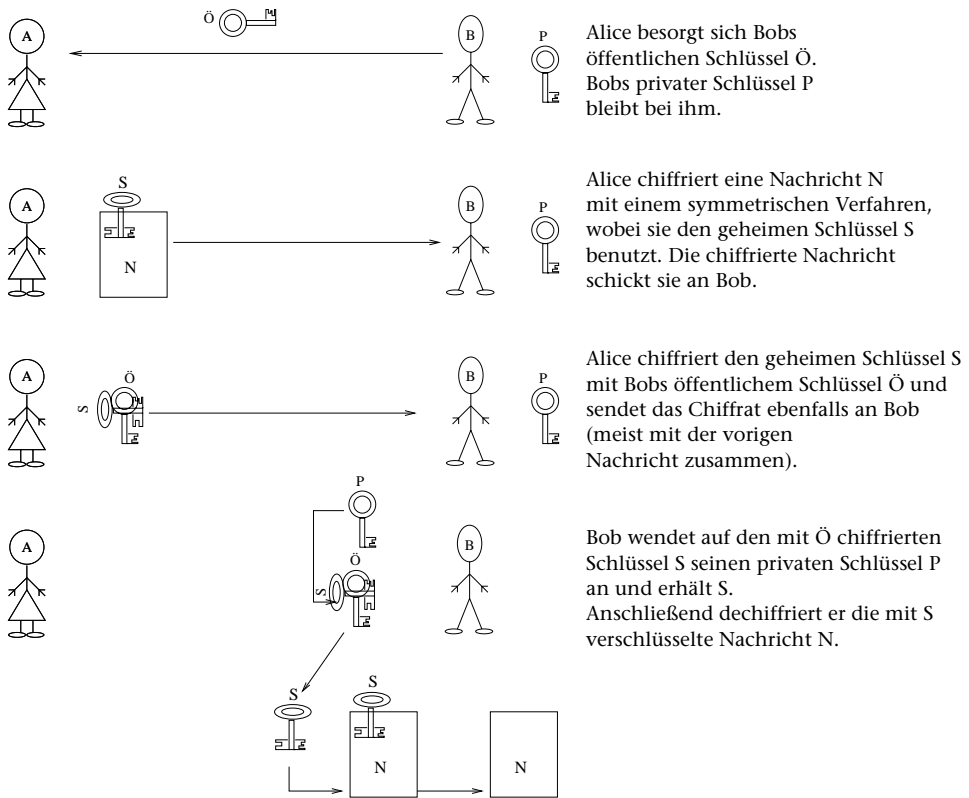 Ö
A
B
P
Alice besorgt sich Bobs
öffentlichen Schlüssel Ö.
Bobs privater Schlüssel P
bleibt bei ihm.
S
A
N
B
P
Alice chiffriert eine Nachricht N
mit einem symmetrischen Verfahren,
wobei sie den geheimen Schlüssel S
benutzt. Die chiffrierte Nachricht
schickt sie an Bob.
A
S
Ö
B
P
Alice chiffriert den geheimen Schlüssel S
mit Bobs öffentlichem Schlüssel Ö und
sendet das Chiffrat ebenfalls an Bob
(meist mit der vorigen
Nachricht zusammen).
P
A
Ö
S
B
Bob wendet auf den mit Ö chiffrierten
Schlüssel S seinen privaten Schlüssel P
an und erhält S.
Anschließend dechiffriert er die mit S
verschlüsselte Nachricht N.
S
S
N
N